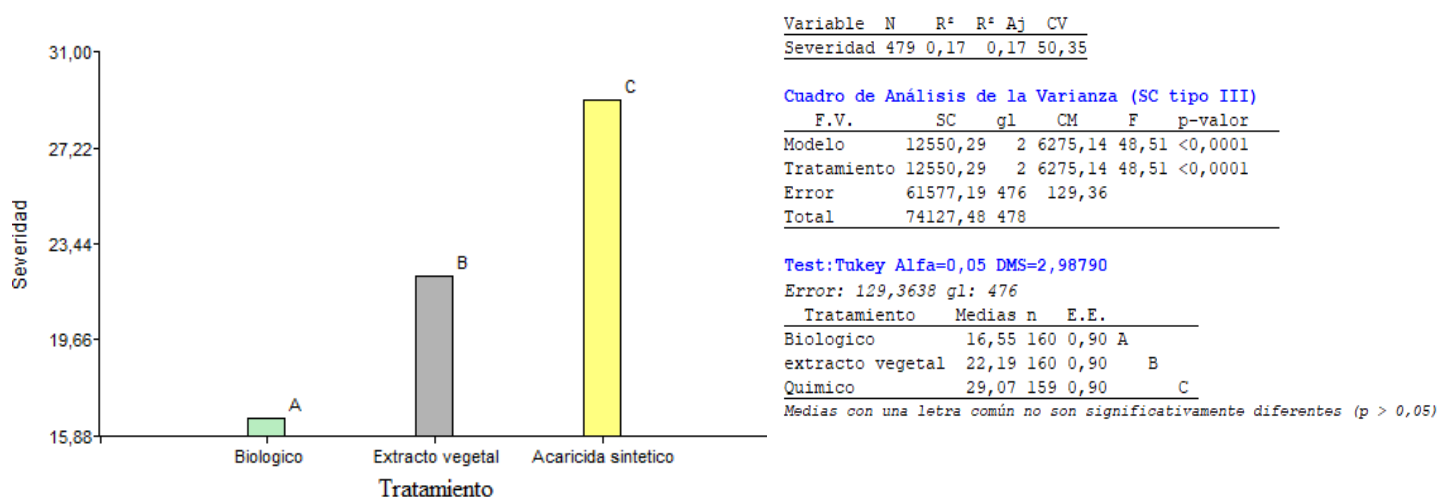 31,00
27,22
23,44
19,66
15,88
Severidad
A
B
C
Biologico Extracto vegetal Acaricida sintetico
Tratamiento
Variable N R² R² Aj CV
Severidad 479 0,17 0,17 50,35
Cuadro de Análisis de la Varianza (SC tipo III)
F.V. SC gl CM F p-valor
Modelo 12550,29 2 6275,14 48,51 <0,0001
Tratamiento 12550,29 2 6275,14 48,51 <0,0001
Error 61577,19 476 129,36
Total 74127,48 478
Test:Tukey Alfa=0,05 DMS=2,98790
Error: 129,3638 gl: 476
Tratamiento Medias n E.E.
Biologico 16,55 160 0,90 A
extracto vegetal 22,19 160 0,90 B
Quimico 29,07 159 0,90 C
Medias con una letra común no son significativamente diferentes (p > 0,05)